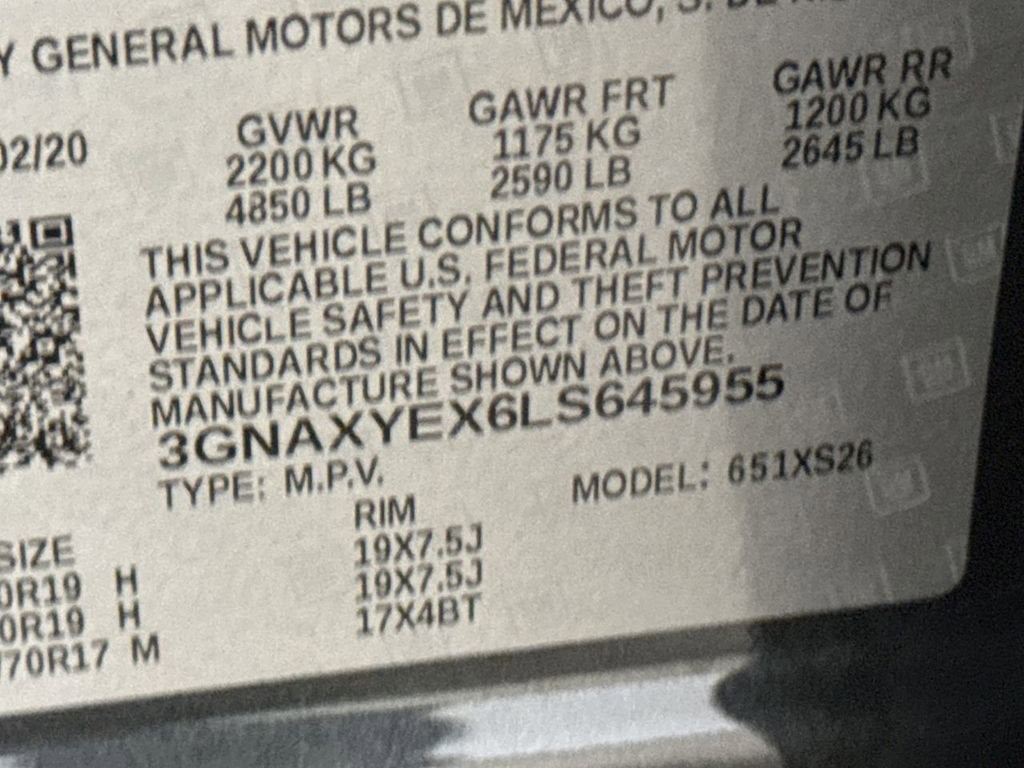 Y GENERAL MOTORS DE MEXICO, S. DE
02/20 GVWR GAWR FRT GAWR RR
2200 KG 1175 KG 1200 KG
4850 LB 2590 LB 2645 LB
THIS VEHICLE CONFORMS TO ALL
APPLICABLE U.S. FEDERAL MOTOR
VEHICLE SAFETY AND THEFT PREVENTION
STANDARDS IN EFFECT ON THE DATE OF
MANUFACTURE SHOWN ABOVE.
3GNAXYEX6LS645955
TYPE: M.P.V. MODEL: 651XS26
SIZE RIM
0R19 H 19X7.5J
0R19 H 19X7.5J
/70R17 M 17X4BT